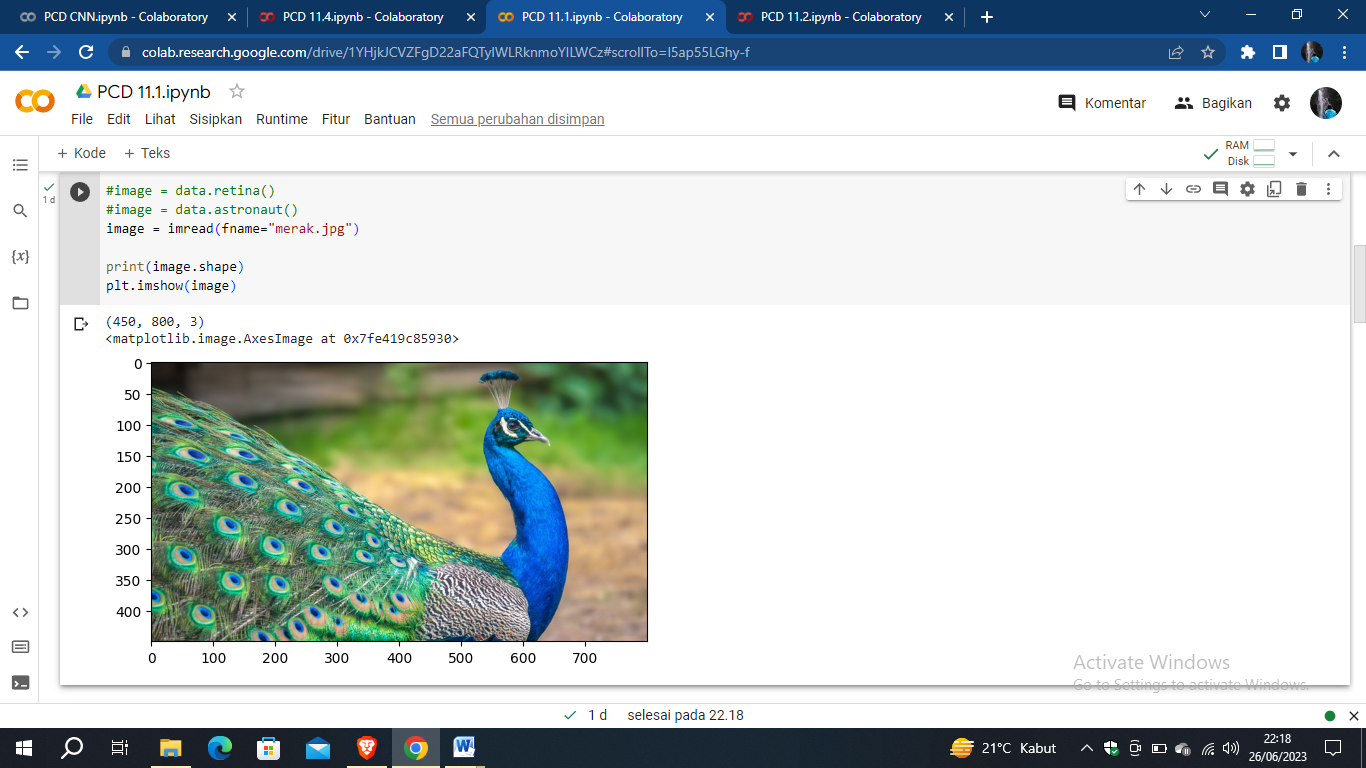 PCD CNN.ipynb - Colaboratory
PCD 11.4.ipynb - Colaboratory
PCD 11.1.ipynb - Colaboratory
PCD 11.2.ipynb - Colaboratory
colab.research.google.com/drive/1YHjkJCVZFgD22aFQTylWLRknmoYILWCz#scrollTo=I5ap55LGhy-f
PCD 11.1.ipynb
Komentar
Bagikan
File Edit Lihat Sisipkan Runtime Fitur Bantuan Semua perubahan disimpan
+ Kode + Teks
RAM
Disk
1 d
#image = data.retina()
#image = data.astronaut()
image = imread(fname="merak.jpg")
print(image.shape)
plt.imshow(image)
(450, 800, 3)
<matplotlib.image.AxesImage at 0x7fe419c85930>
0
50
100
150
200
250
300
350
400
0 100 200 300 400 500 600 700
{x}
Activate Windows
Go to Settings to activate Windows.
1 d selesai pada 22.18
21°C Kabut
22:18
26/06/2023